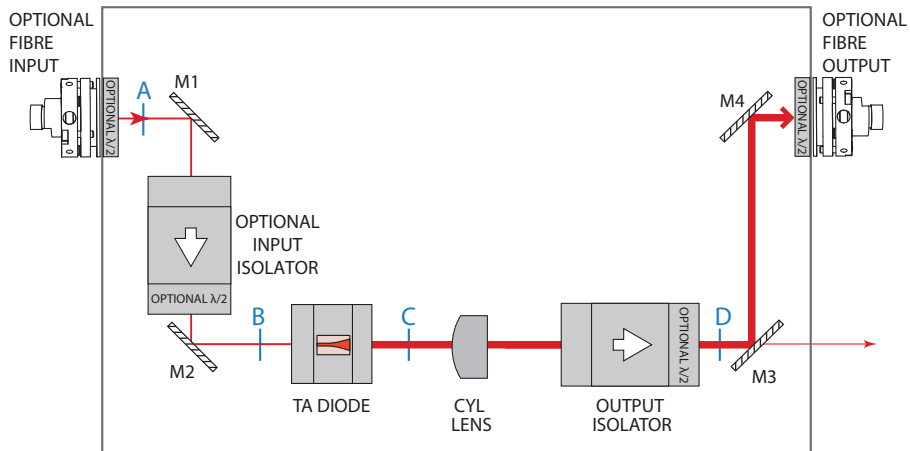 OPTIONAL
FIBRE
INPUT
OPTIONAL λ/2
A
M1
OPTIONAL
INPUT
ISOLATOR
OPTIONAL λ/2
M2
B
TA DIODE
C
CYL
LENS
OUTPUT
ISOLATOR
OPTIONAL λ/2
D
M3
M4
OPTIONAL λ/2
OPTIONAL
FIBRE
OUTPUT